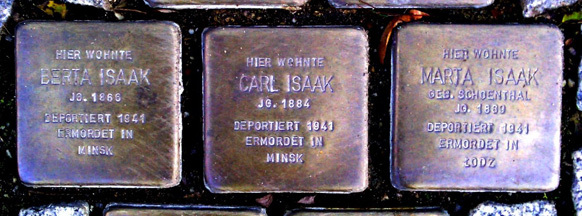 HIER WOHNTE
BERTA ISAAK
JG. 1866
DEPORTIERT 1941
ERMORDET IN
MINSK
HIER WOHNTE
CARL ISAAK
JG. 1884
DEPORTIERT 1941
ERMORDET IN
MINSK
HIER WOHNTE
MARTA ISAAK
GEB. SCHOENTHAL
JG.
DEPORTIERT 1941
ERMORDET IN